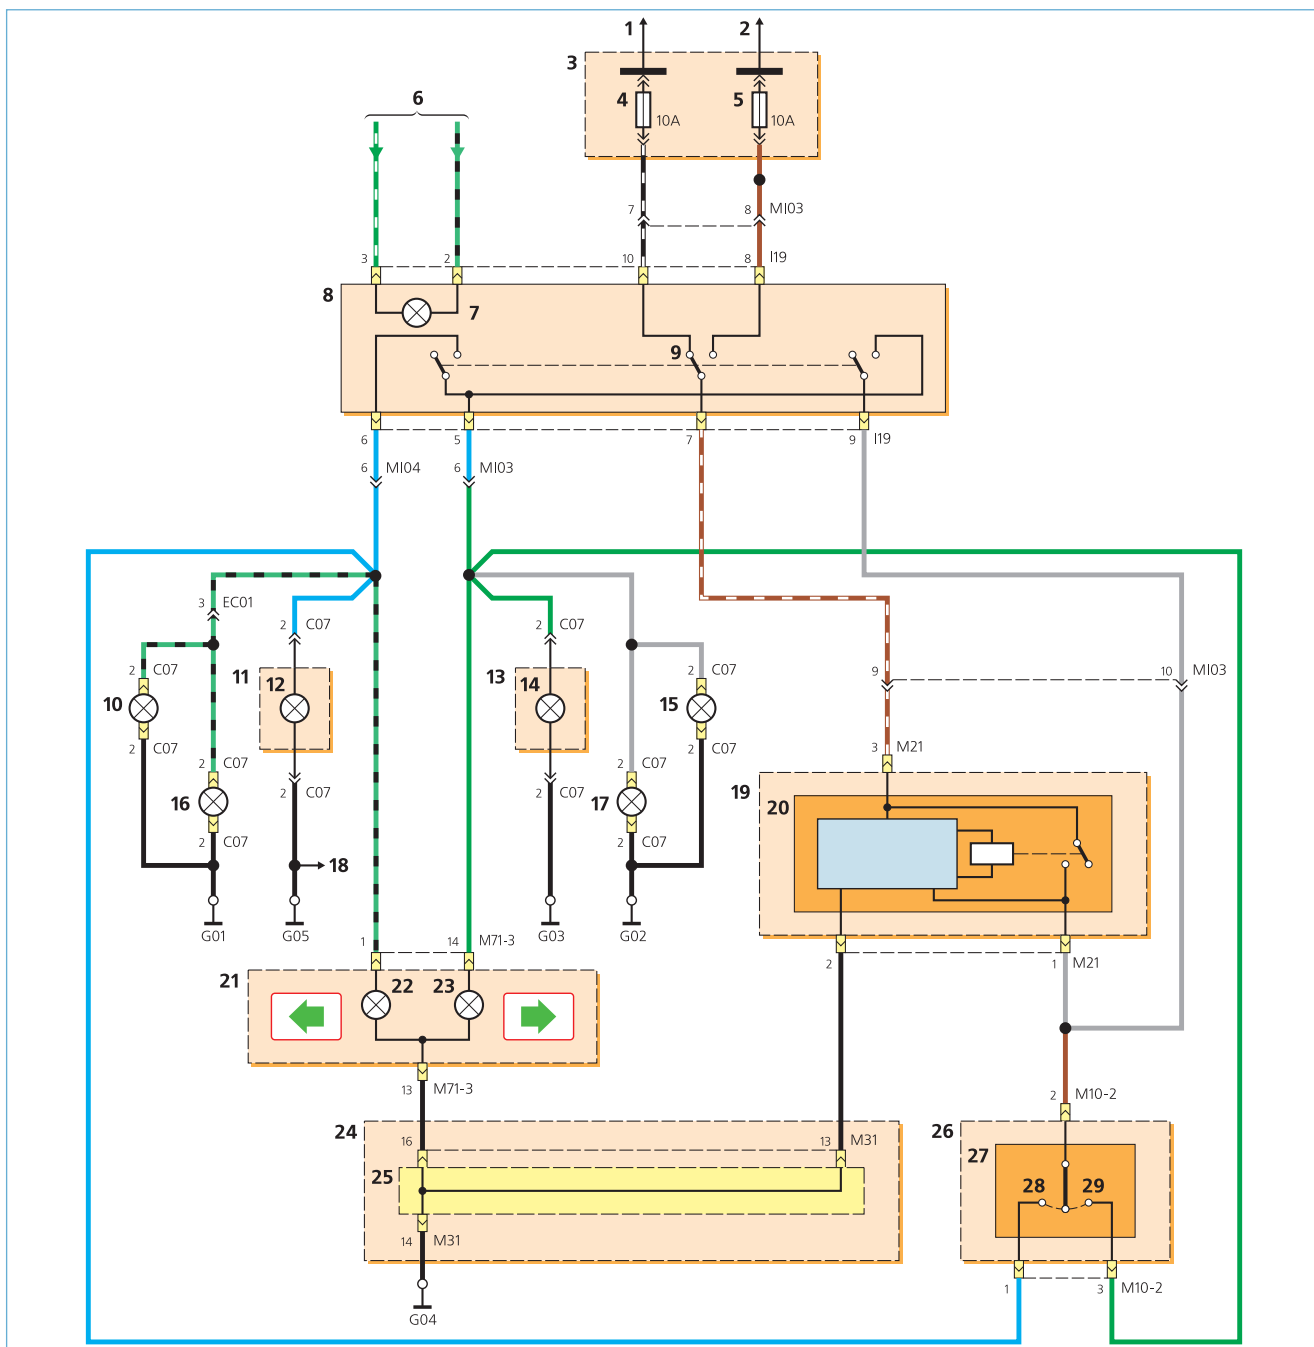 1 2
3
4 10A 5 10A
6
7 8 MI03
3 2 10 8 I19
8 7
9
6 5 7 9 I19
6 MI04 6 MI03
3 EC01
2 C07 2 C07
2 C07 11 12 13 14 2 C07 9 10 MI03
10 15
2 C07 2 C07 3 M21
2 C07 2 C07
16 2 C07 2 C07 17 19 20
2 C07 2 C07
18
G01 G05 G03 G02
1 14 M71-3
2 1 M21
21 22 23
13 M71-3 2 M10-2
24 16 13 M31 26
25 27
28 29
14 M31
1 3 M10-2
G04